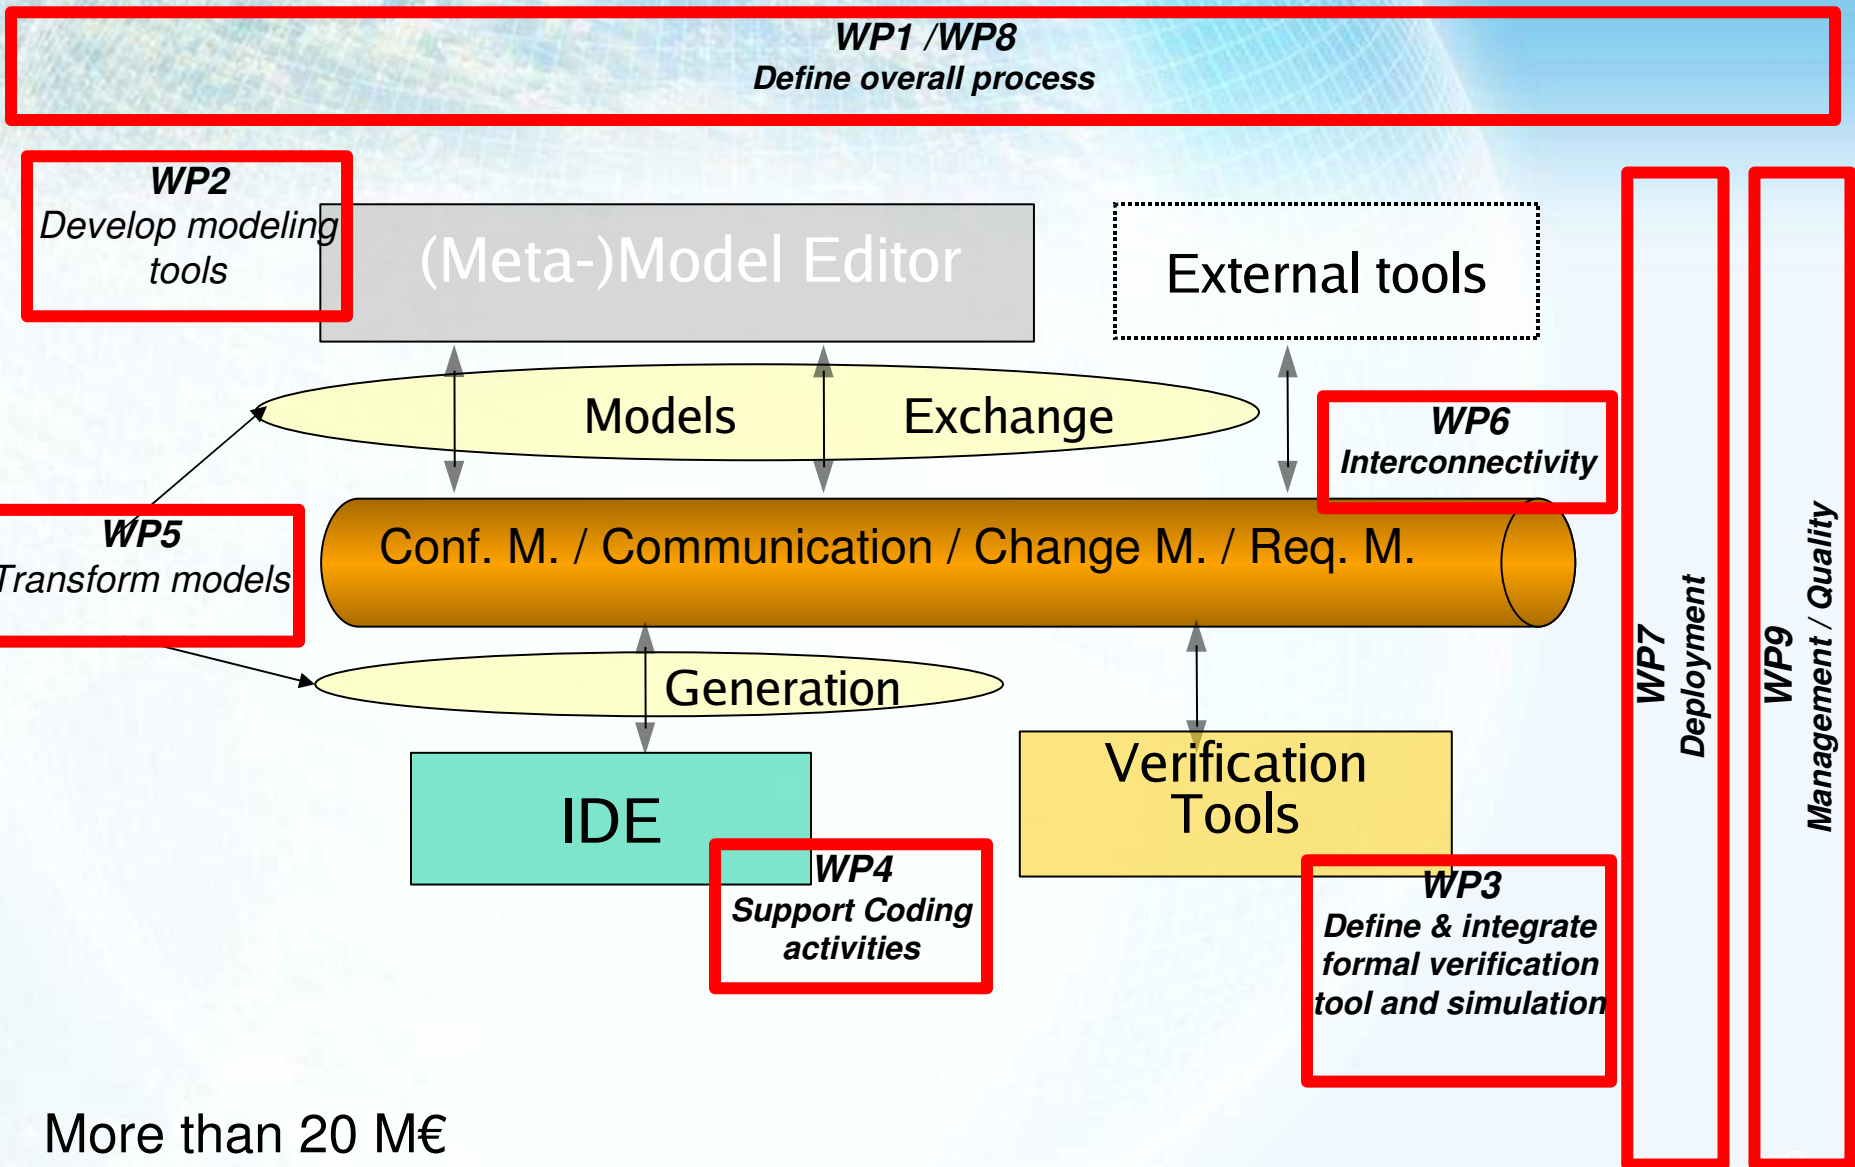 WP1 /WP8
Define overall process
WP2
Develop modeling
tools
(Meta-)Model Editor
External tools
Models Exchange
WP6
Interconnectivity
WP5
Transform models
Conf. M. / Communication / Change M. / Req. M.
Generation
IDE
Verification
Tools
WP4
Support Coding
activities
WP3
Define & integrate
formal verification
tool and simulation
WP7
Deployment
WP9
Management / Quality
More than 20 M€